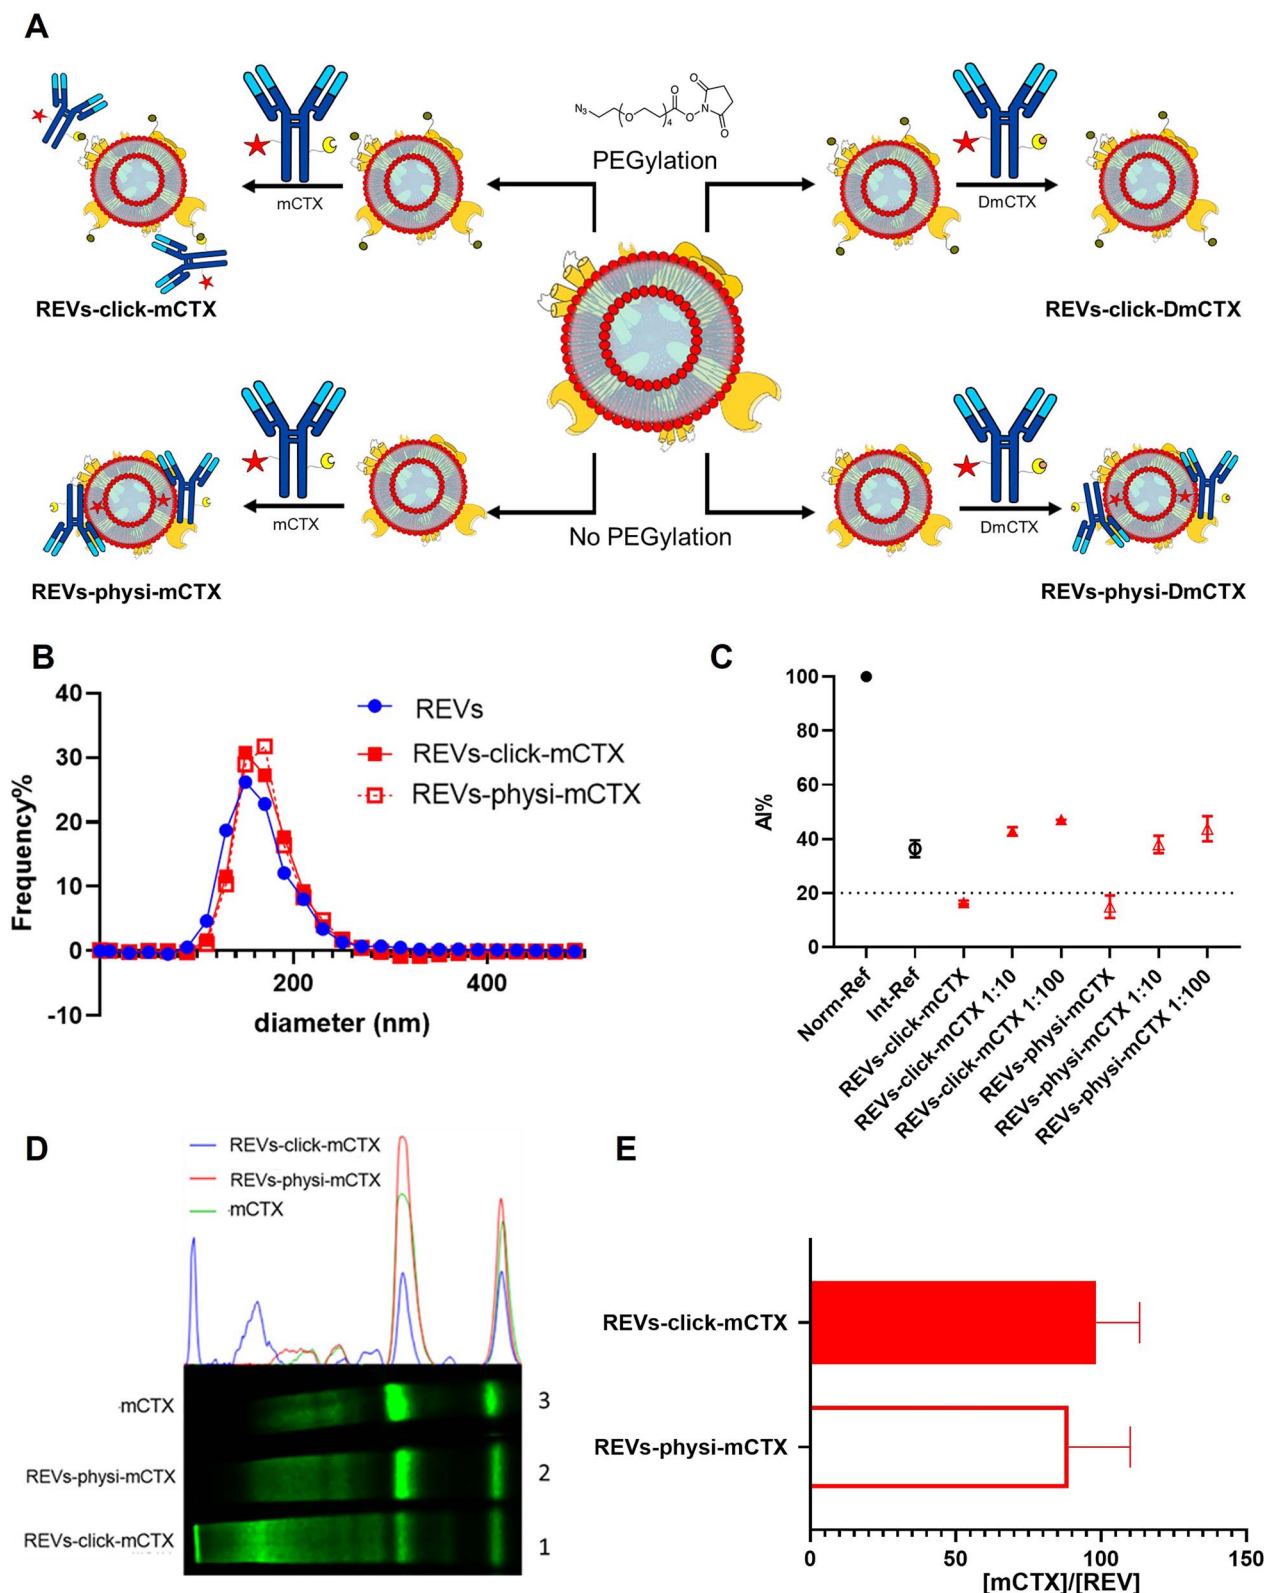 A
N₃
O
4
O
O
N
O
O
PEGylation
mCTX
DmCTX
REVs-click-mCTX
REVs-click-DmCTX
mCTX
DmCTX
No PEGylation
REVs-physi-mCTX
REVs-physi-DmCTX
B
Frequency%
40
30
20
10
0
-10
200
400
diameter (nm)
REVs
REVs-click-mCTX
REVs-physi-mCTX
C
AI%
100
80
60
40
20
0
Norm-Ref
Int-Ref
REVs-click-mCTX
REVs-click-mCTX 1:10
REVs-click-mCTX 1:100
REVs-physi-mCTX
REVs-physi-mCTX 1:10
REVs-physi-mCTX 1:100
D
REVs-click-mCTX
REVs-physi-mCTX
mCTX
mCTX
3
REVs-physi-mCTX
2
REVs-click-mCTX
1
E
REVs-click-mCTX
REVs-physi-mCTX
0
50
100
150
[mCTX]/[REV]